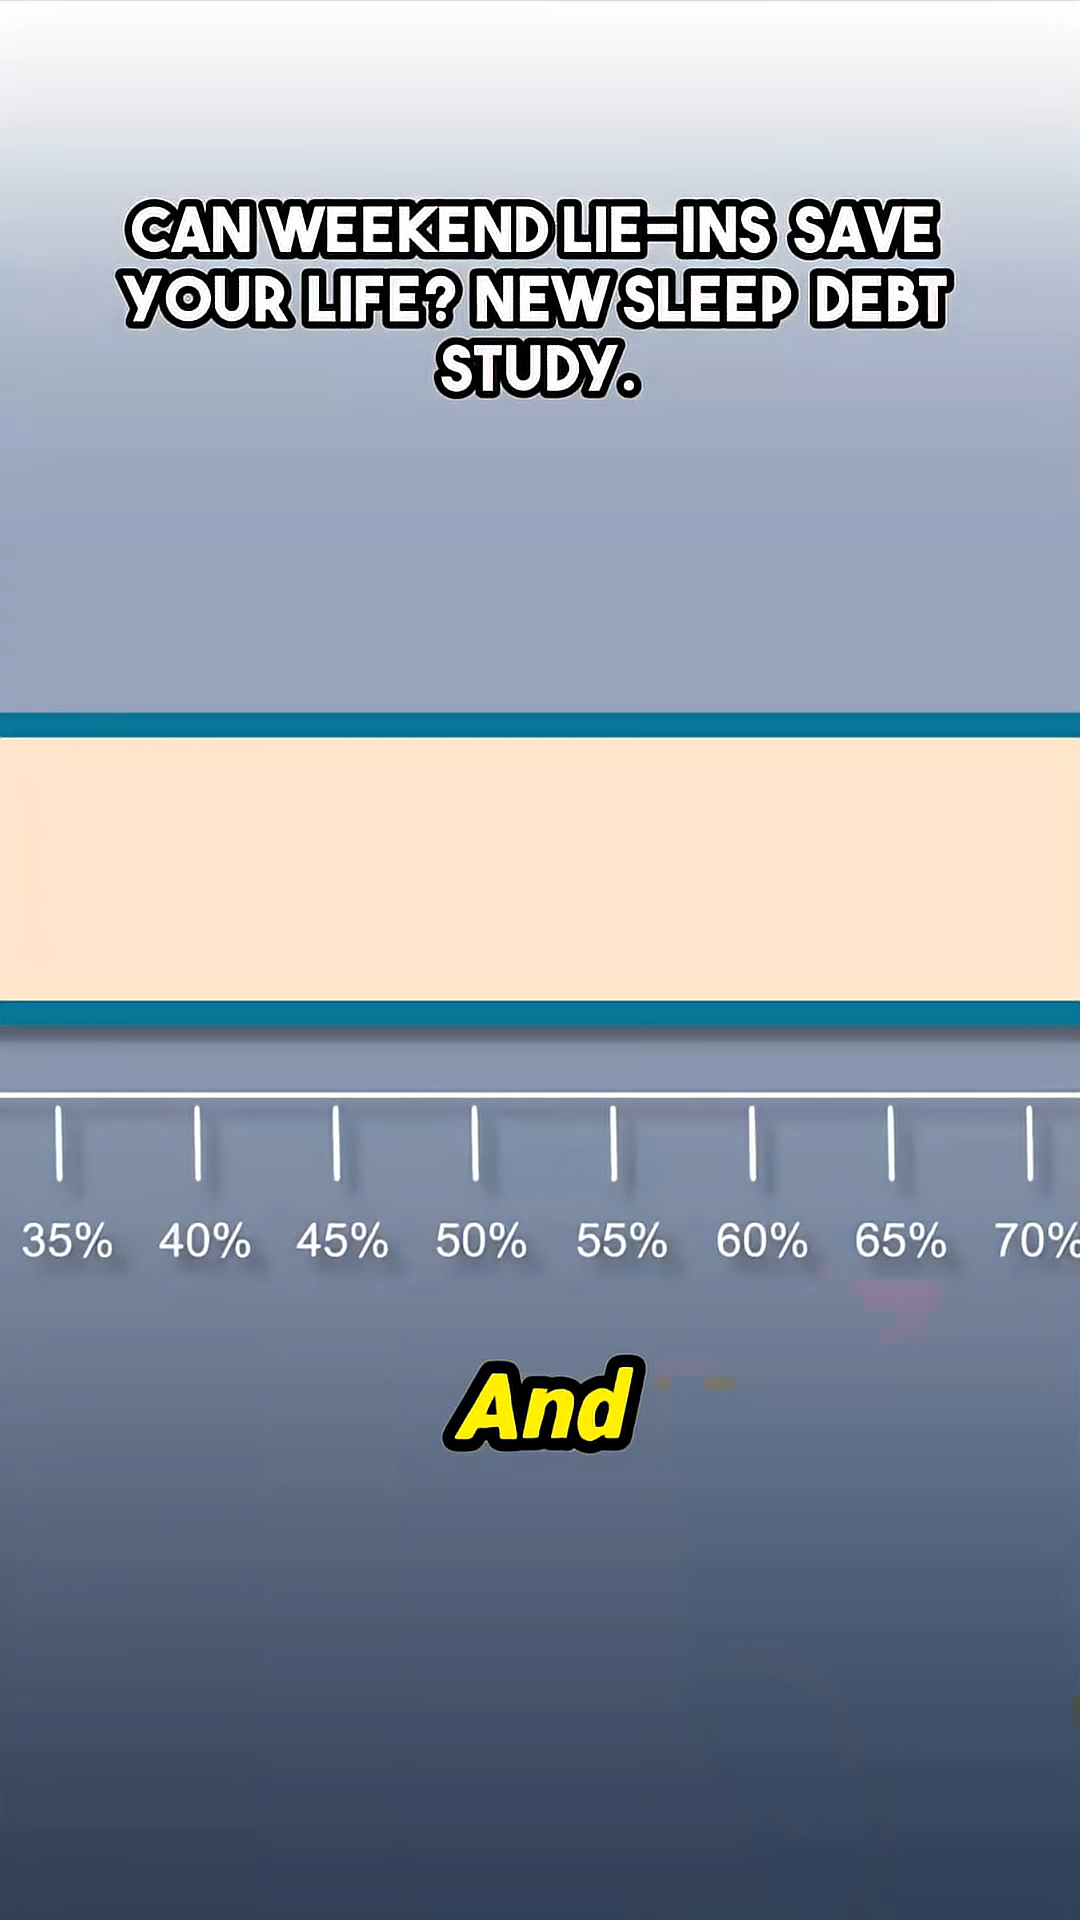 CAN WEEKEND LIE-INS SAVE
YOUR LIFE? NEW SLEEP DEBT
STUDY.
35% 40% 45% 50% 55% 60% 65% 70%
And